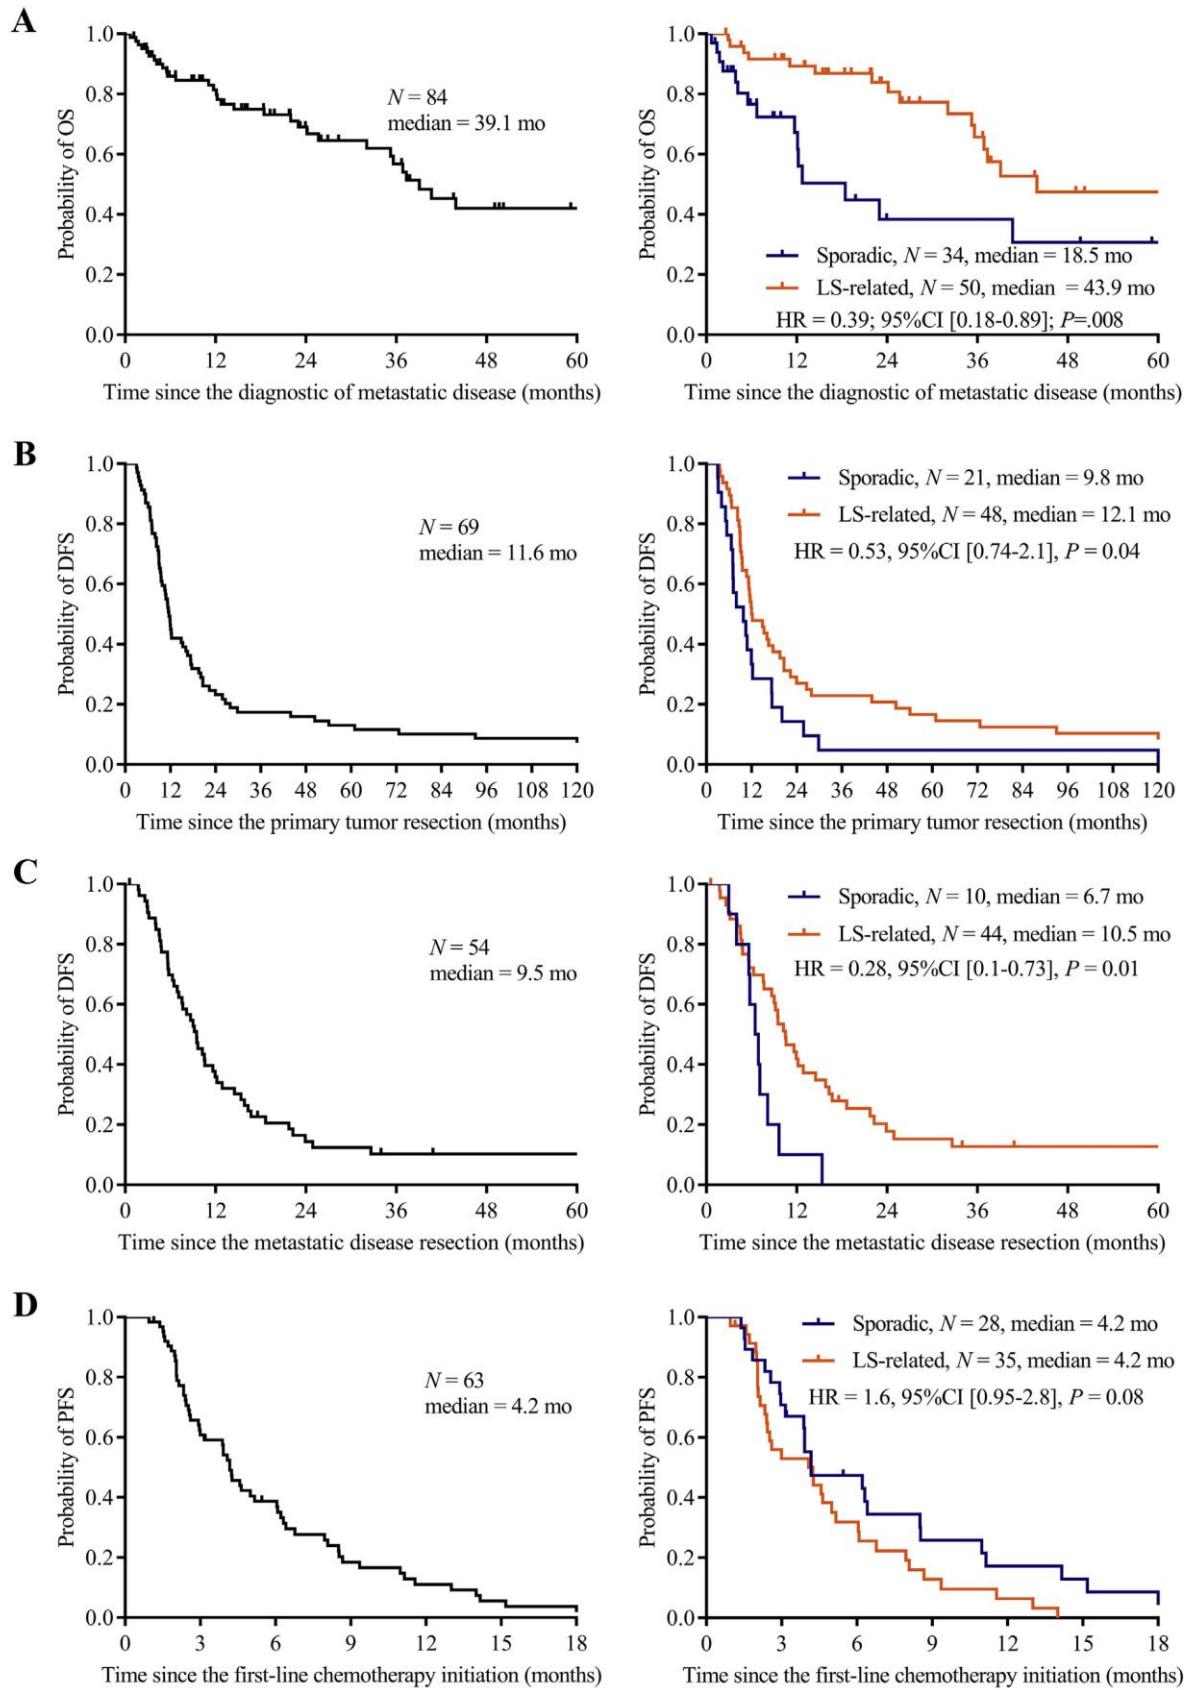 A
Probability of OS
1.0
0.8
0.6
0.4
0.2
0.0
N = 84
median = 39.1 mo
0 12 24 36 48 60
Time since the diagnostic of metastatic disease (months)
Probability of OS
1.0
0.8
0.6
0.4
0.2
0.0
Sporadic, N = 34, median = 18.5 mo
LS-related, N = 50, median = 43.9 mo
HR = 0.39; 95%CI [0.18-0.89]; P=.008
0 12 24 36 48 60
Time since the diagnostic of metastatic disease (months)
B
Probability of DFS
1.0
0.8
0.6
0.4
0.2
0.0
N = 69
median = 11.6 mo
0 12 24 36 48 60 72 84 96 108 120
Time since the primary tumor resection (months)
Probability of DFS
1.0
0.8
0.6
0.4
0.2
0.0
Sporadic, N = 21, median = 9.8 mo
LS-related, N = 48, median = 12.1 mo
HR = 0.53, 95%CI [0.74-2.1], P = 0.04
0 12 24 36 48 60 72 84 96 108 120
Time since the primary tumor resection (months)
C
Probability of DFS
1.0
0.8
0.6
0.4
0.2
0.0
N = 54
median = 9.5 mo
0 12 24 36 48 60
Time since the metastatic disease resection (months)
Probability of DFS
1.0
0.8
0.6
0.4
0.2
0.0
Sporadic, N = 10, median = 6.7 mo
LS-related, N = 44, median = 10.5 mo
HR = 0.28, 95%CI [0.1-0.73], P = 0.01
0 12 24 36 48 60
Time since the metastatic disease resection (months)
D
Probability of PFS
1.0
0.8
0.6
0.4
0.2
0.0
N = 63
median = 4.2 mo
0 3 6 9 12 15 18
Time since the first-line chemotherapy initiation (months)
Probability of PFS
1.0
0.8
0.6
0.4
0.2
0.0
Sporadic, N = 28, median = 4.2 mo
LS-related, N = 35, median = 4.2 mo
HR = 1.6, 95%CI [0.95-2.8], P = 0.08
0 3 6 9 12 15 18
Time since the first-line chemotherapy initiation (months)